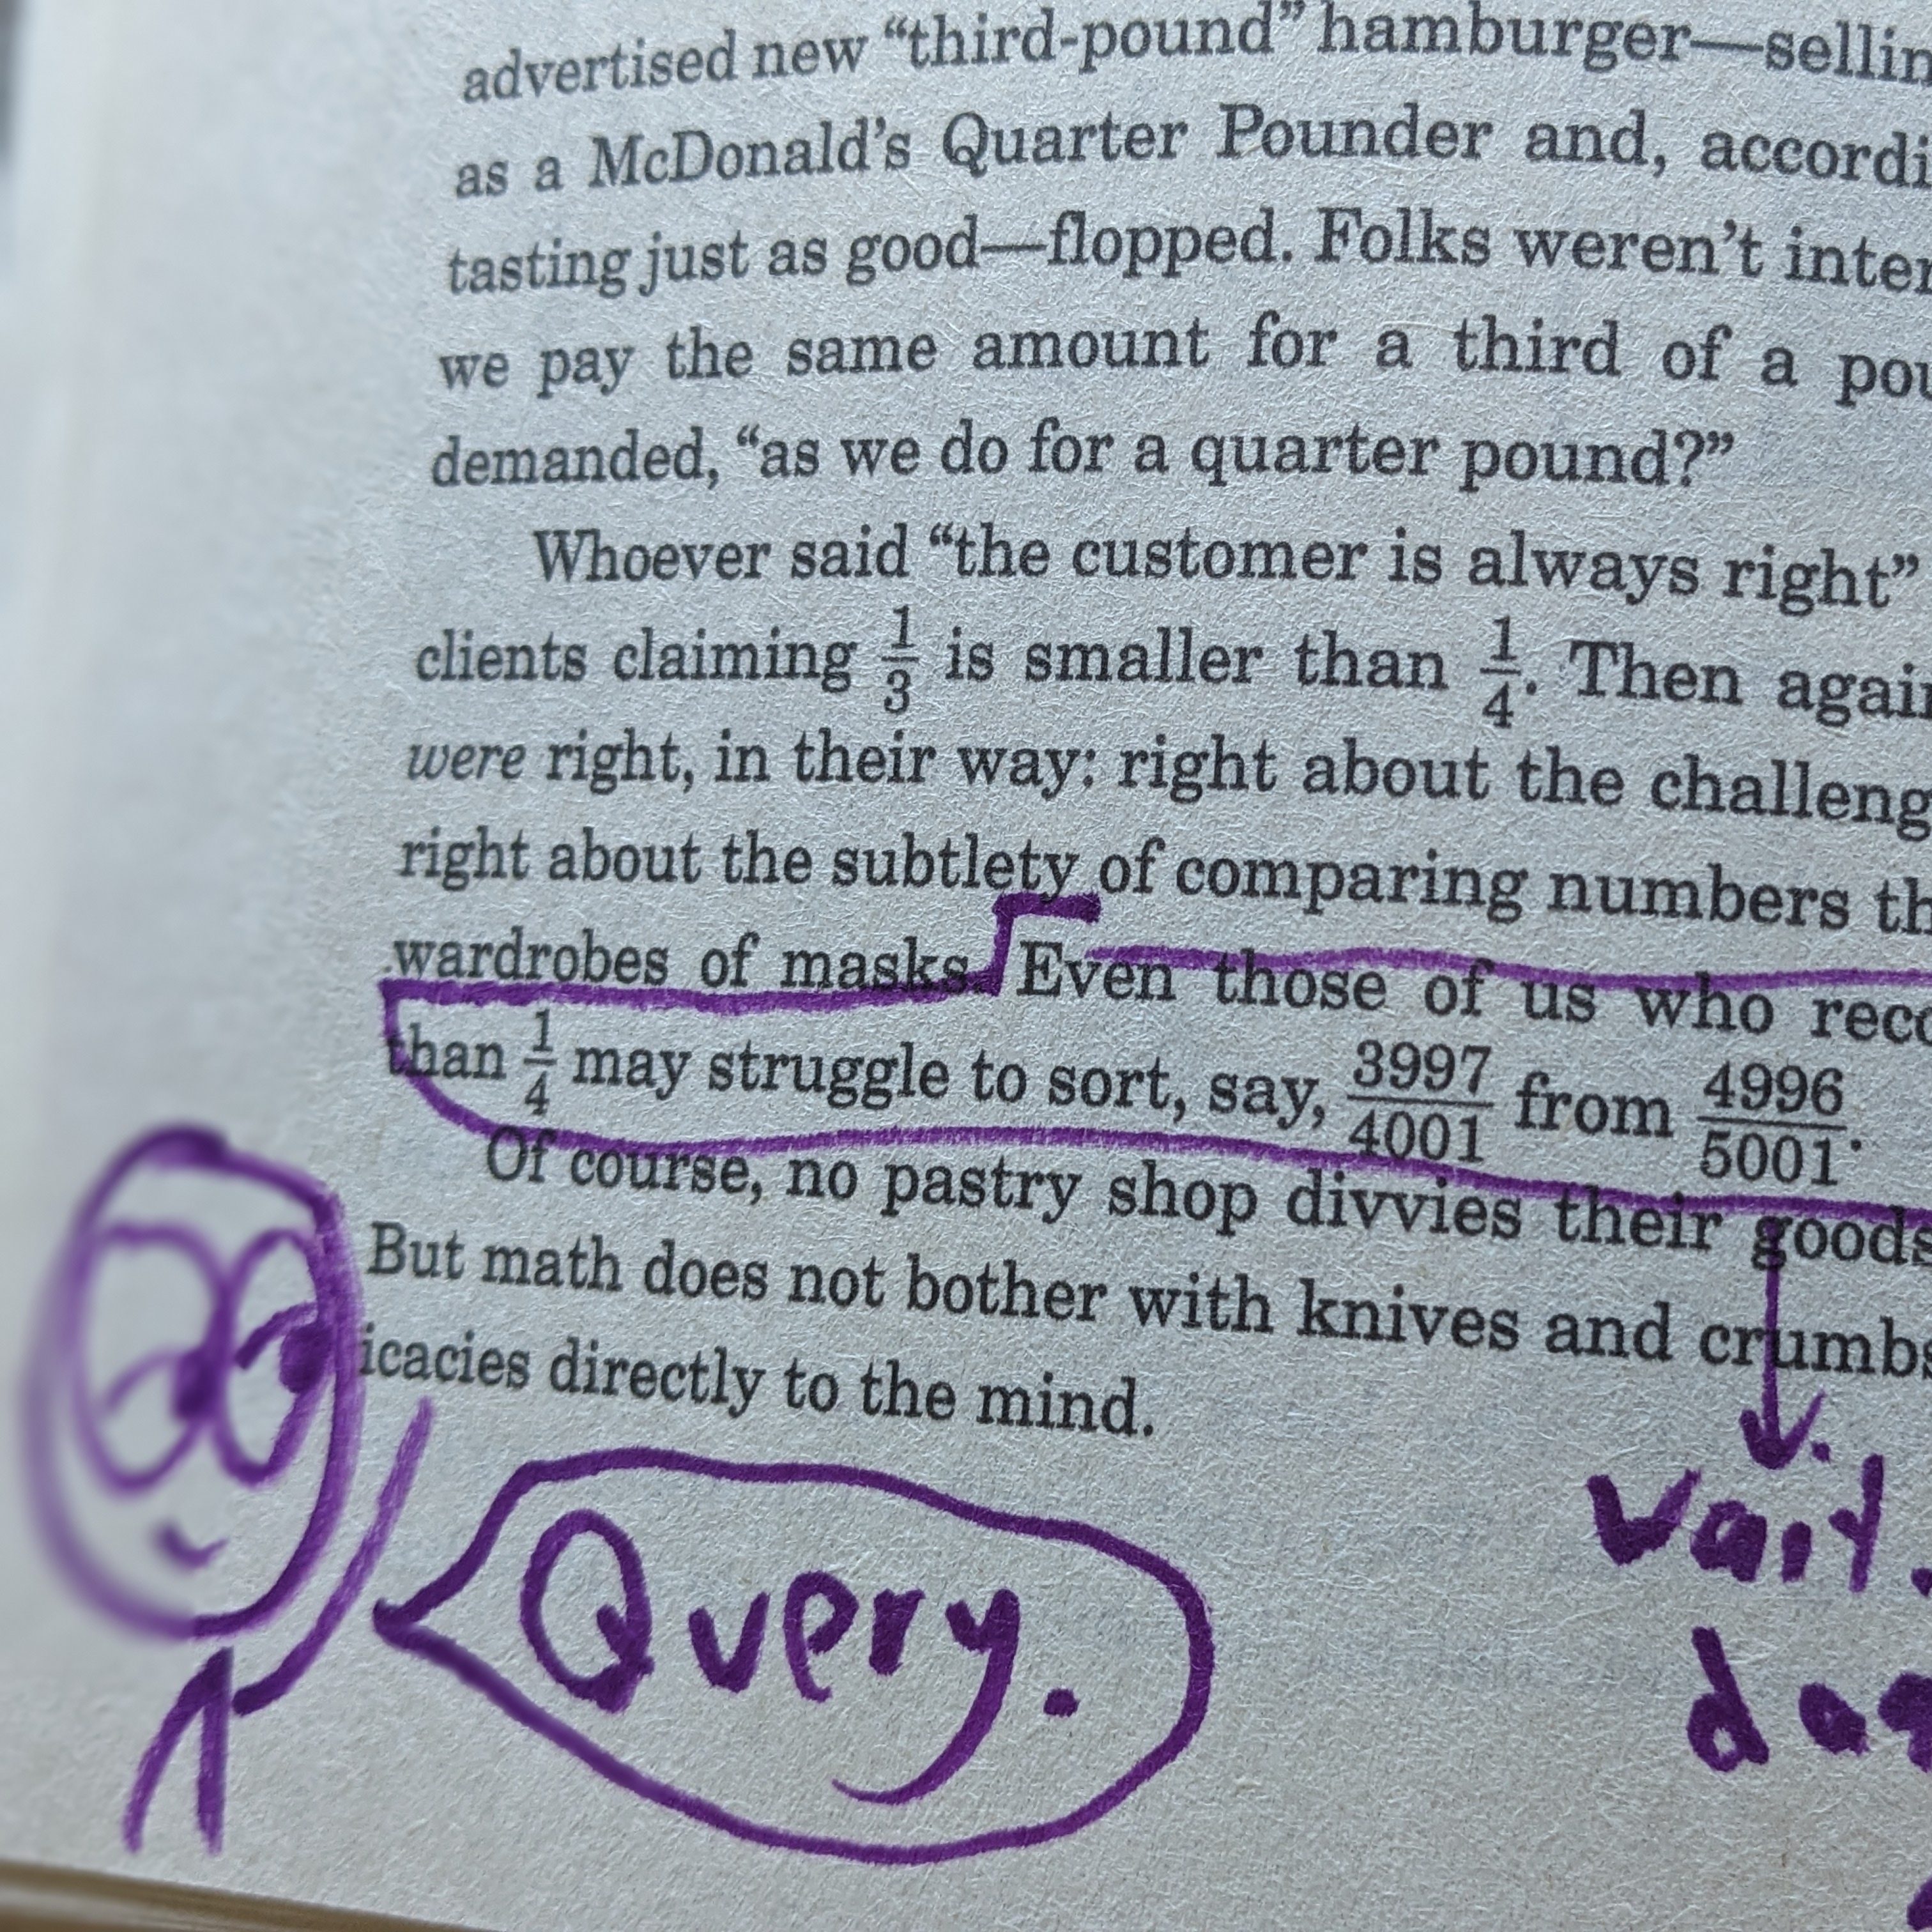 advertised new “third-pound” hamburger—sellin
as a McDonald’s Quarter Pounder and, accordi
tasting just as good—flopped. Folks weren’t inter
we pay the same amount for a third of a pou
demanded, “as we do for a quarter pound?”
Whoever said “the customer is always right”
clients claiming 1/3 is smaller than 1/4. Then again
were right, in their way: right about the challeng
right about the subtlety of comparing numbers th
wardrobes of masks. Even those of us who reco
than 1/4 may struggle to sort, say, 3997/4001 from 4996/5001.
Of course, no pastry shop divvies their goods
But math does not bother with knives and crumbs
icacies directly to the mind.
Query.
wait.